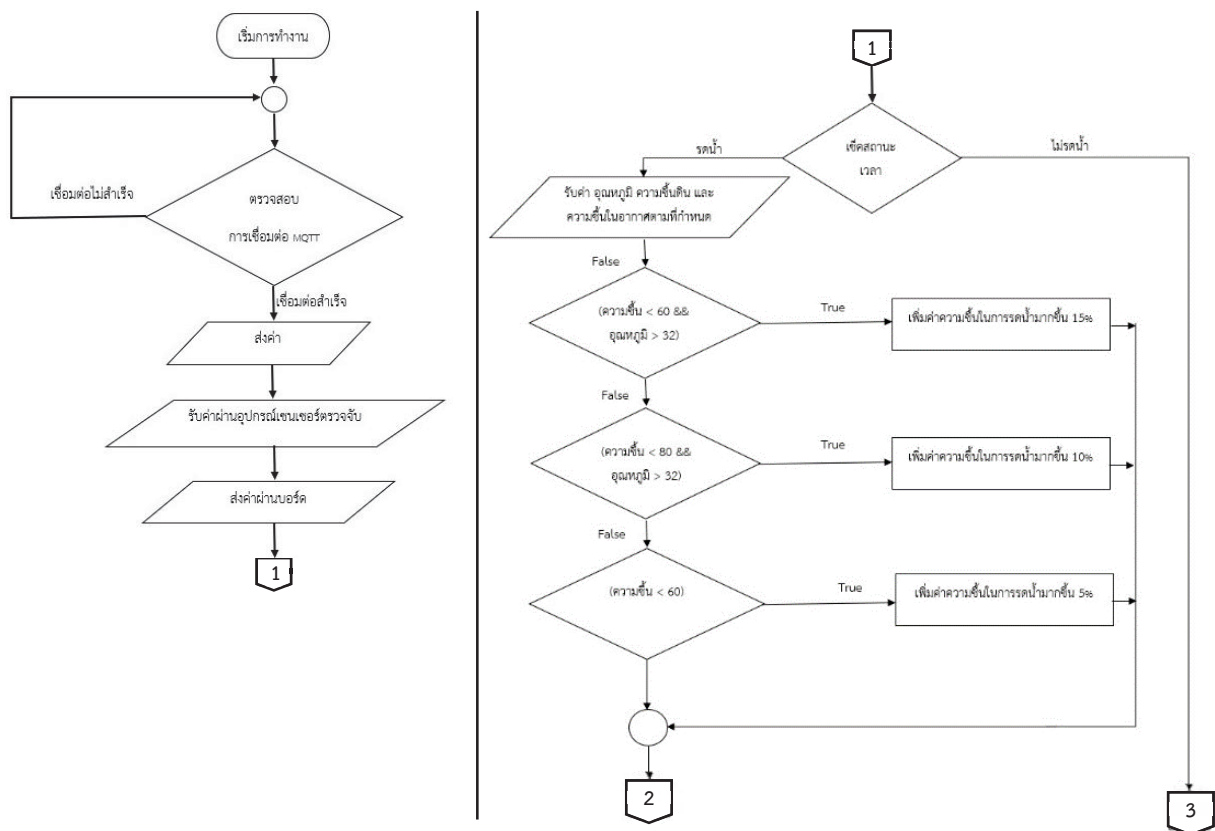 เริ่มการทำงาน
เชื่อมต่อไม่สำเร็จ
ตรวจสอบ
การเชื่อมต่อ MQTT
เชื่อมต่อสำเร็จ
ส่งค่า
รับค่าผ่านอุปกรณ์เซนเซอร์ตรวจจับ
ส่งค่าผ่านบอร์ด
1
1
เช็คสถานะ
เวลา
รดน้ำ
ไม่รดน้ำ
รับค่า อุณหภูมิ ความชื้นดิน และ
ความชื้นในอากาศตามที่กำหนด
False
(ความชื้น < 60 &&
อุณหภูมิ > 32)
True
เพิ่มค่าความชื้นในการรดน้ำมากขึ้น 15%
False
(ความชื้น < 80 &&
อุณหภูมิ > 32)
True
เพิ่มค่าความชื้นในการรดน้ำมากขึ้น 10%
False
(ความชื้น < 60)
True
เพิ่มค่าความชื้นในการรดน้ำมากขึ้น 5%
2
3